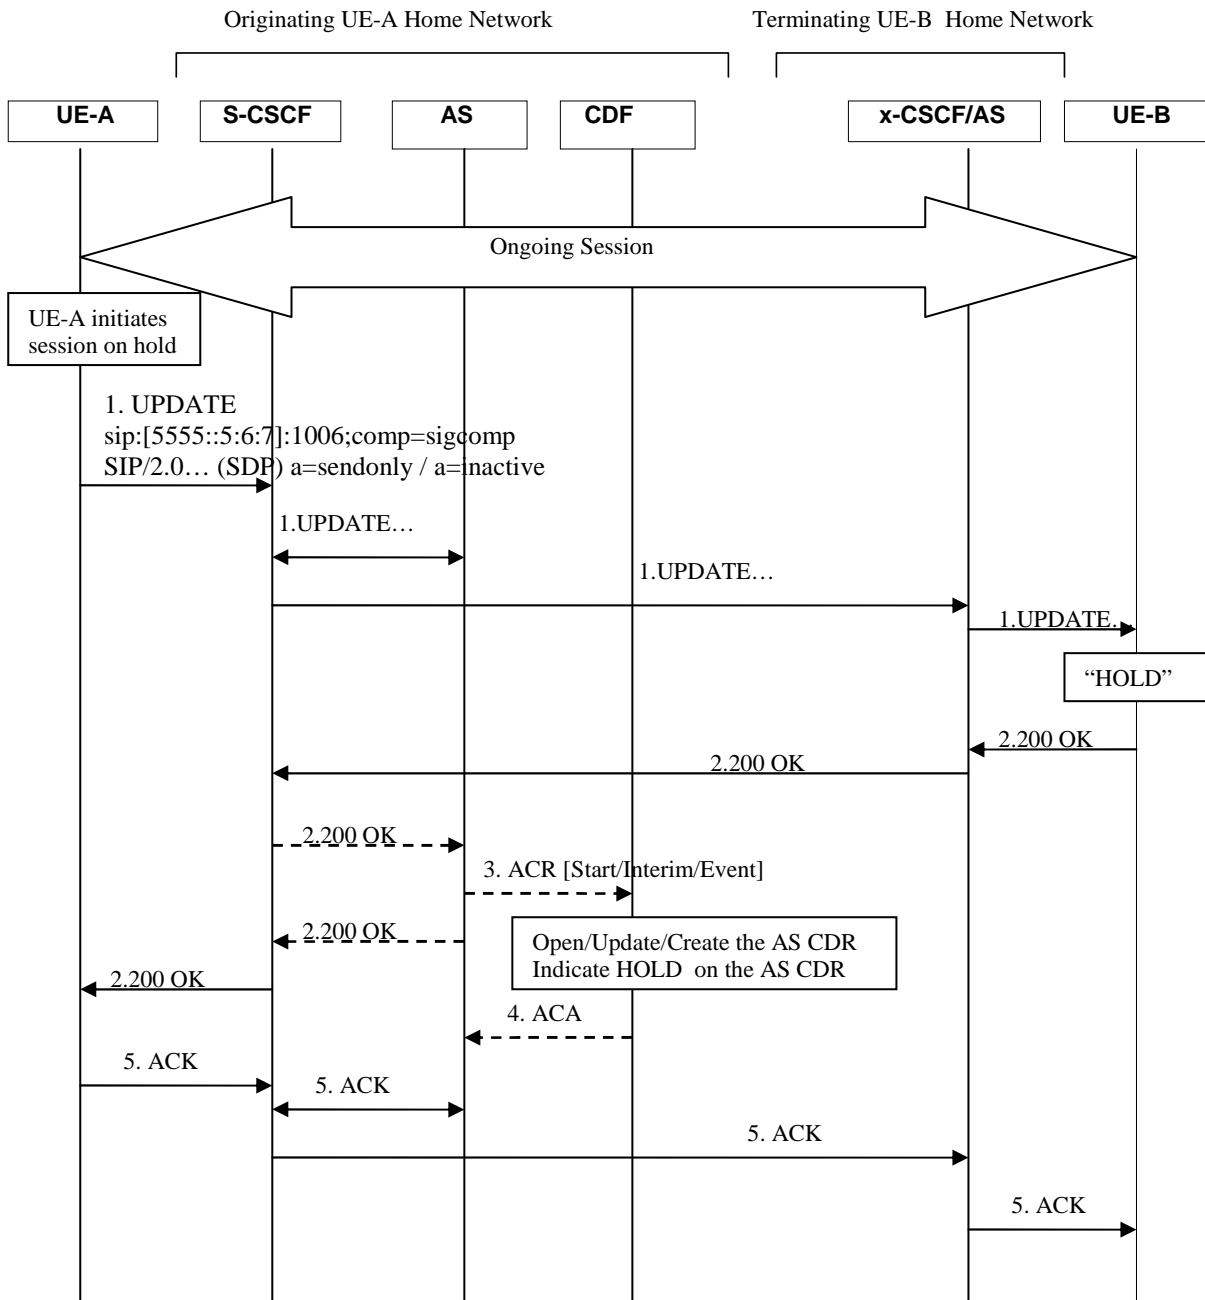 Originating UE-A Home Network
Terminating UE-B Home Network
UE-A
S-CSCF
AS
CDF
x-CSCF/AS
UE-B
Ongoing Session
UE-A initiates
session on hold
1. UPDATE
sip:[5555::5:6:7]:1006;comp=sigcomp
SIP/2.0… (SDP) a=sendonly / a=inactive
1.UPDATE…
1.UPDATE…
1.UPDATE…
“HOLD”
2.200 OK
2.200 OK
2.200 OK
3. ACR [Start/Interim/Event]
2.200 OK
Open/Update/Create the AS CDR
Indicate HOLD on the AS CDR
2.200 OK
4. ACA
5. ACK
5. ACK
5. ACK
5. ACK